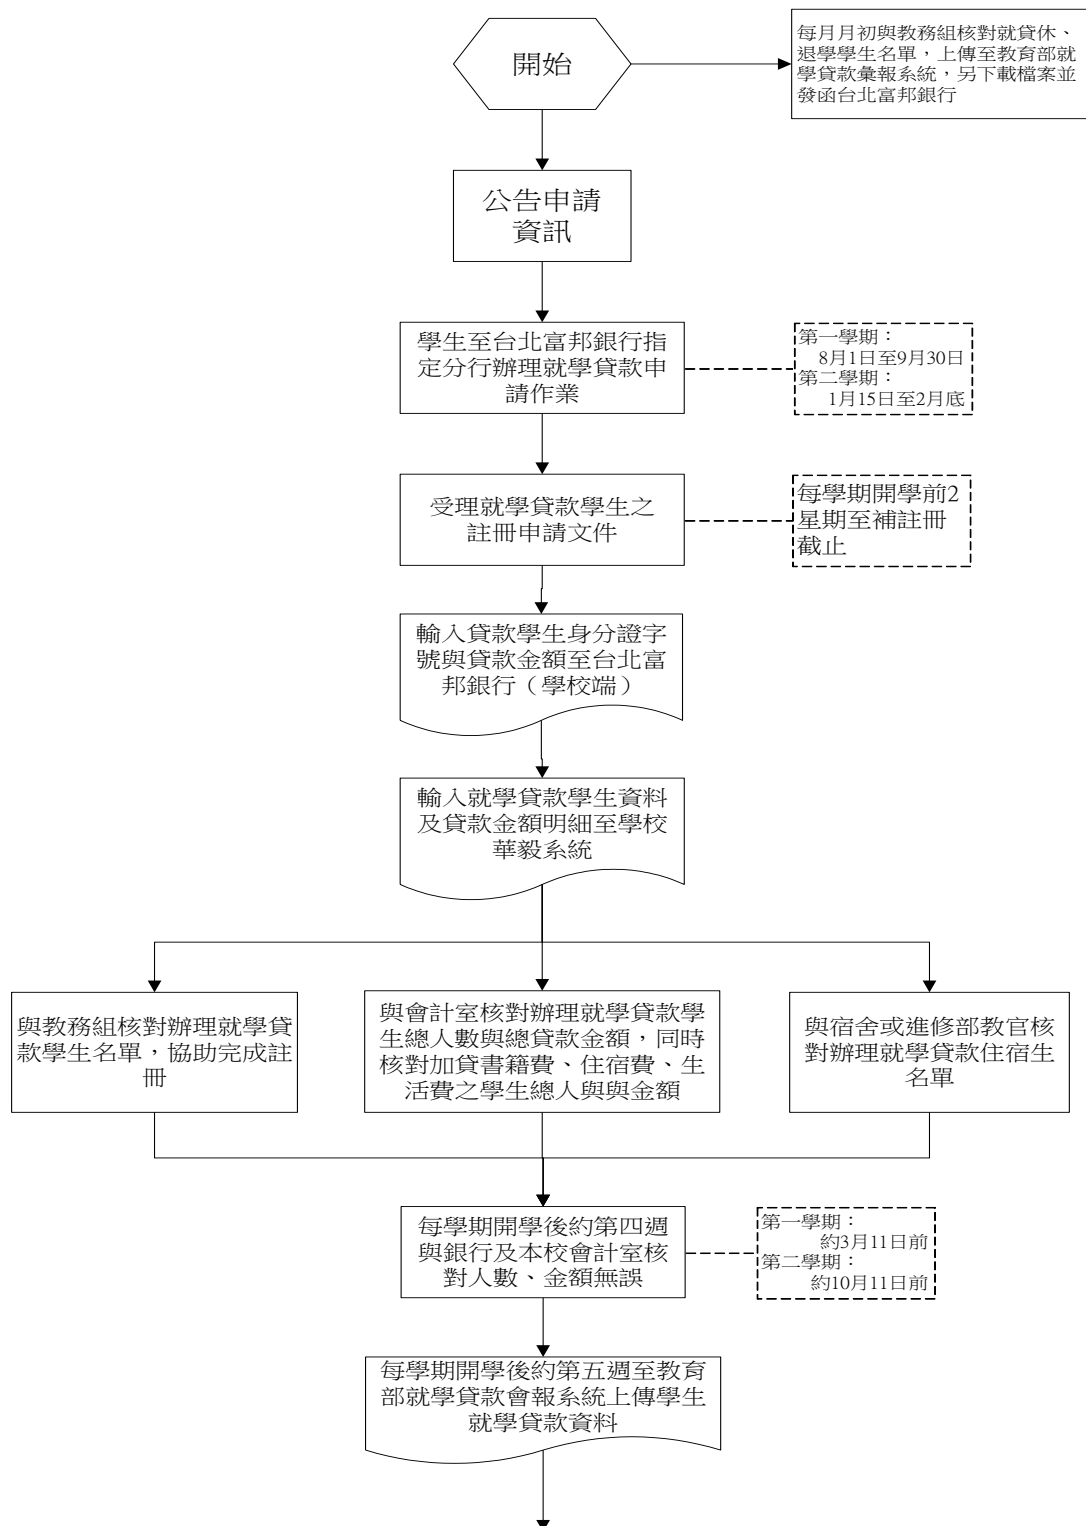 開始
每月月初與教務組核對就貸休、
退學學生名單，上傳至教育部就
學貸款彙報系統，另下載檔案並
發函台北富邦銀行
公告申請
資訊
學生至台北富邦銀行指
定分行辦理就學貸款申
請作業
第一學期：
8月1日至9月30日
第二學期：
1月15日至2月底
受理就學貸款學生之
註冊申請文件
每學期開學前2
星期至補註冊
截止
輸入貸款學生身分證字
號與貸款金額至台北富
邦銀行（學校端）
輸入就學貸款學生資料
及貸款金額明細至學校
華毅系統
與教務組核對辦理就學貸
款學生名單，協助完成註
冊
與會計室核對辦理就學貸款學
生總人數與總貸款金額，同時
核對加貸書籍費、住宿費、生
活費之學生總人與與金額
與宿舍或進修部教官核
對辦理就學貸款住宿生
名單
每學期開學後約第四週
與銀行及本校會計室核
對人數、金額無誤
第一學期：
約3月11日前
第二學期：
約10月11日前
每學期開學後約第五週至教育
部就學貸款會報系統上傳學生
就學貸款資料